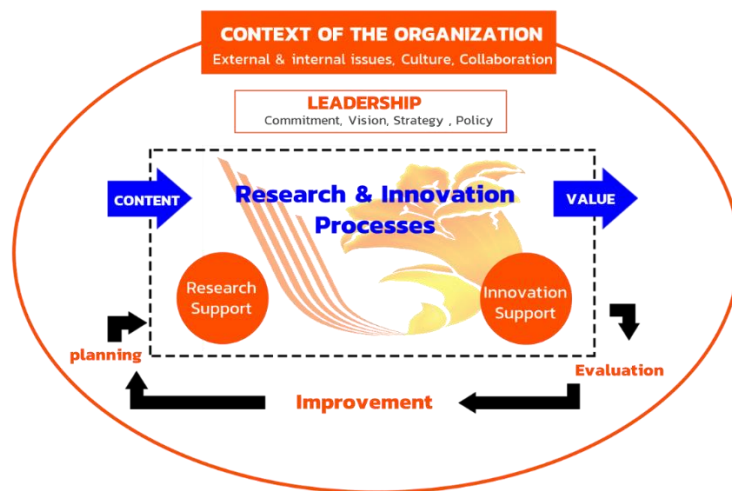 CONTEXT OF THE ORGANIZATION
External & internal issues, Culture, Collaboration
LEADERSHIP
Commitment, Vision, Strategy , Policy
CONTENT
Research & Innovation
Processes
VALUE
Research
Support
Innovation
Support
planning
Evaluation
Improvement